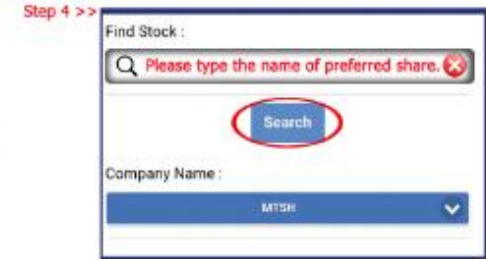 Step 4 >>
Find Stock :
Please type the name of preferred share.
Search
Company Name :
MTSH